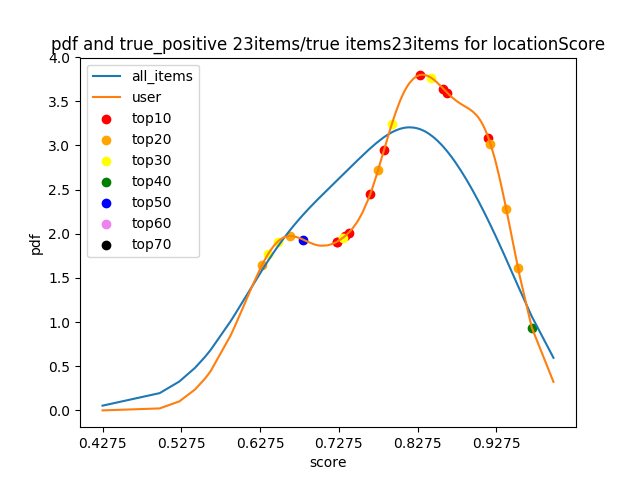 pdf and true_positive 23items/true items23items for locationScore
all_items
user
top10
top20
top30
top40
top50
top60
top70
pdf
4.0
3.5
3.0
2.5
2.0
1.5
1.0
0.5
0.0
0.4275 0.5275 0.6275 0.7275 0.8275 0.9275
score